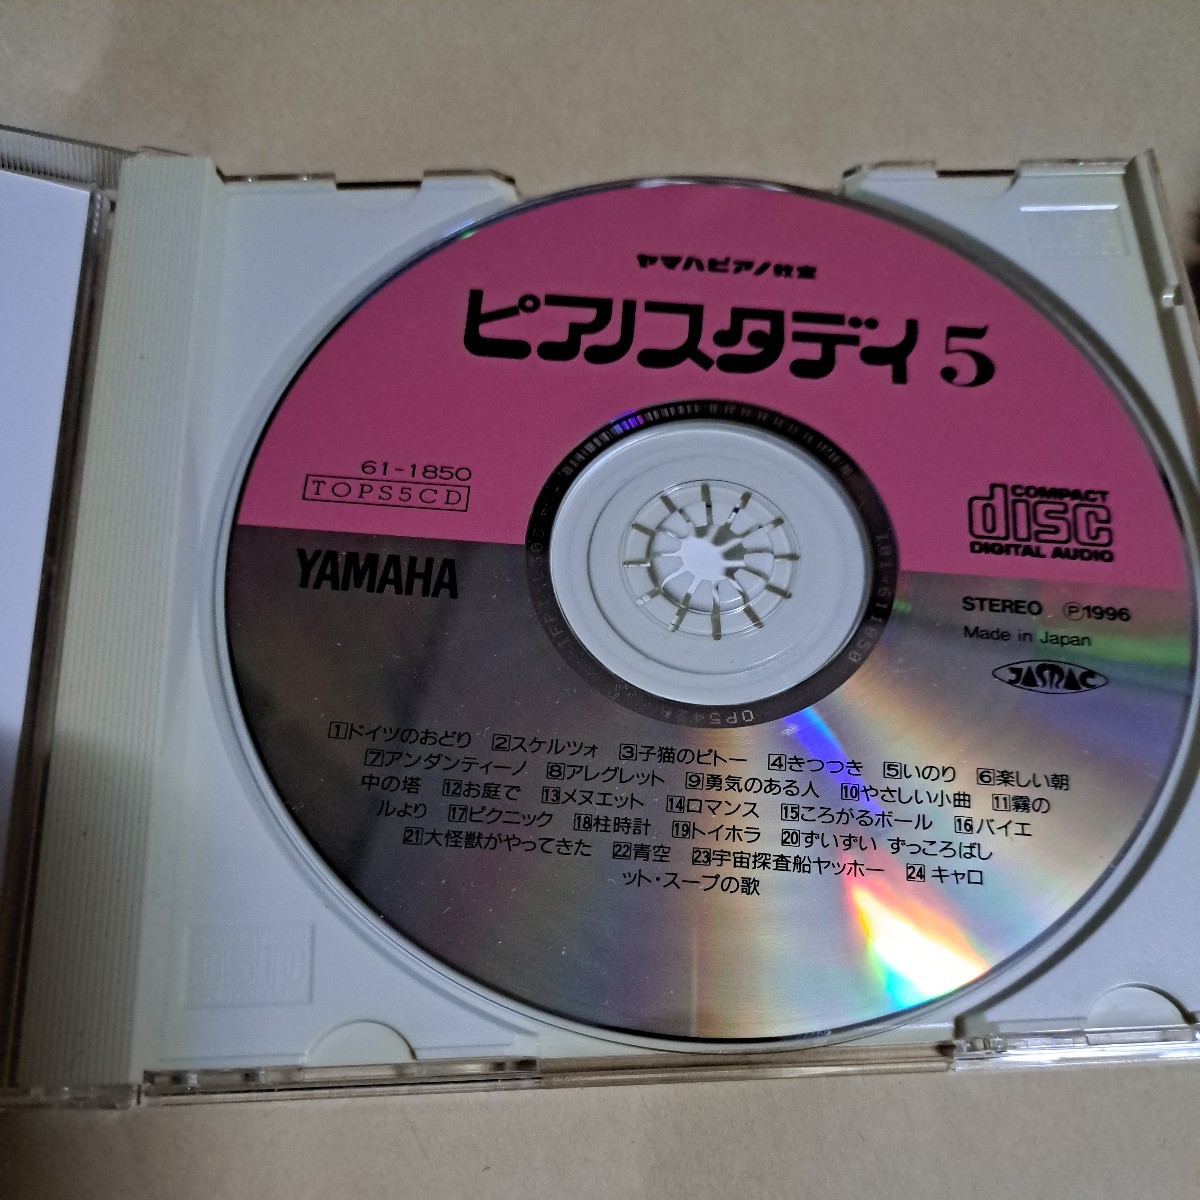 ヤマハピアノ教室
ピアノスタディ5
61-1850
TOPS5CD
COMPACT
disc
DIGITAL AUDIO
YAMAHA
STEREO Ⓟ1996
Made in Japan
JASRAC
1ドイツのおどり 2スケルツォ 3子猫のピトー 4きつつき 5いのり 6楽しい朝
7アンダンティーノ 8アレグレット 9勇気のある人 10やさしい小曲 11霧の
中の塔 12お庭で 13メヌエット 14ロマンス 15ころがるボール 16バイエ
ルより 17ピクニック 18柱時計 19トイホラ 20ずいずい ずっころばし
21大怪獣がやってきた 22青空 23宇宙探査船ヤッホー 24キャロ
ット・スープの歌